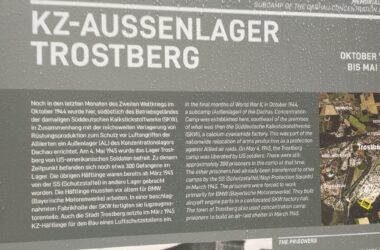 MEMORIAL
SUBCAMP OF THE DACHAU CONCENTRATION
KZ-AUSSENLAGER
TROSTBERG
OKTOBER
BIS MAI
Noch in den letzten Monaten des Zweiten Weltkriegs im
Oktober 1944 wurde hier, südöstlich des Betriebsgeländes
der damaligen Süddeutschen Kalkstickstoffwerke (SKW),
in Zusammenhang mit der reichsweiten Verlagerung von
Rüstungsproduktion zum Schutz vor Luftangriffen der
Alliierten ein Außenlager (AL) des Konzentrationslagers
Dachau errichtet. Am 4. Mai 1945 wurde das Lager Trost-
berg von US-amerikanischen Soldaten befreit. Zu diesem
Zeitpunkt befanden sich noch etwa 300 Gefangene im
Lager. Die übrigen Häftlinge waren bereits ab März 1945
von der SS (Schutzstaffel) in andere Lager gebracht
worden. Die Häftlinge mussten vor allem für BMW
(Bayerische Motorenwerke) arbeiten. In einer beschlag-
nahmten Fabrikhalle der SKW fertigten sie Flugzeugmo-
torenteile. Auch die Stadt Trostberg setzte im März 1945
KZ-Häftlinge für den Bau eines Luftschutzstollens ein.
In the final months of World War II, in October 1944,
a subcamp (Außenlager) of the Dachau Concentration
Camp was established here, southeast of the premises
of what was then the Süddeutsche Kalkstickstoffwerke
(SKW), a calcium cyanamide factory. This was part of the
nationwide relocation of arms production as a protection
against Allied air raids. On May 4, 1945, the Trostberg
camp was liberated by US soldiers. There were still
approximately 300 prisoners in the camp at that time.
The other prisoners had already been transferred to other
camps by the SS (Schutzstaffel/Nazi Protection Squads)
in March 1945. The prisoners were forced to work
primarily for BMW (Bayerische Motorenwerke). They built
aircraft engine parts in a confiscated SKW factory hall.
The town of Trostberg also used concentration camp
prisoners to build an air-raid shelter in March 1945.
THE PRISONERS